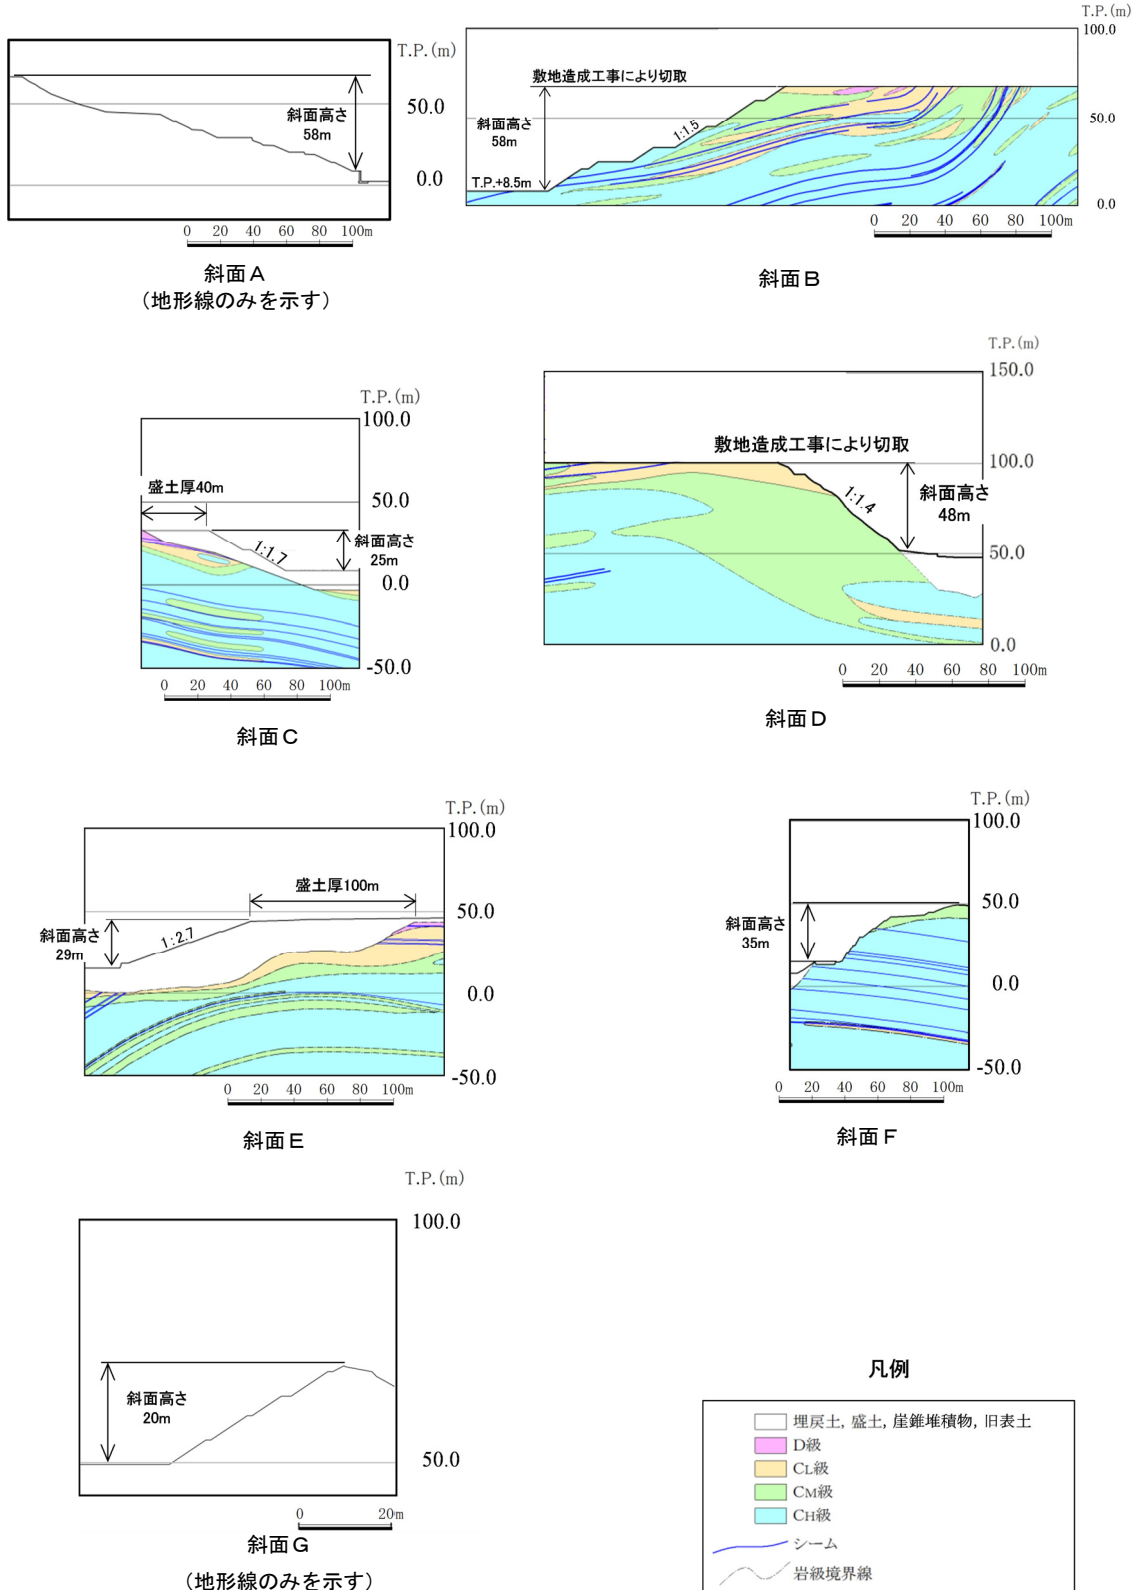 T.P.(m)
50.0
0.0
斜面高さ
58m
0 20 40 60 80 100m
斜面A
(地形線のみを示す)
T.P.(m)
100.0
50.0
0.0
敷地造成工事により切取
斜面高さ
58m
1:1.5
T.P.+8.5m
0 20 40 60 80 100m
斜面B
T.P.(m)
100.0
50.0
0.0
-50.0
盛土厚40m
1:1.7
斜面高さ
25m
0 20 40 60 80 100m
斜面C
T.P.(m)
150.0
100.0
50.0
0.0
敷地造成工事により切取
1:1.4
斜面高さ
48m
0 20 40 60 80 100m
斜面D
T.P.(m)
100.0
50.0
0.0
-50.0
盛土厚100m
斜面高さ
29m
1:2.7
0 20 40 60 80 100m
斜面E
T.P.(m)
100.0
50.0
0.0
-50.0
斜面高さ
35m
0 20 40 60 80 100m
斜面F
T.P.(m)
100.0
50.0
斜面高さ
20m
0 20m
斜面G
(地形線のみを示す)
凡例
埋戻土, 盛土, 崖錐堆積物, 旧表土
D級
CL級
CM級
CH級
シーム
岩級境界線